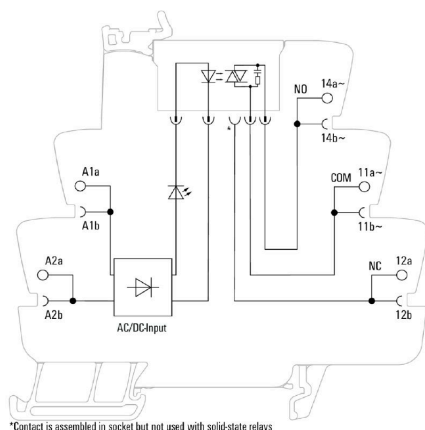 NO
14a~
14b~
*
A1a
A1b
COM
11a~
11b~
A2a
A2b
NC
12a
12b
AC/DC-Input
*Contact is assembled in socket but not used with solid-state relays